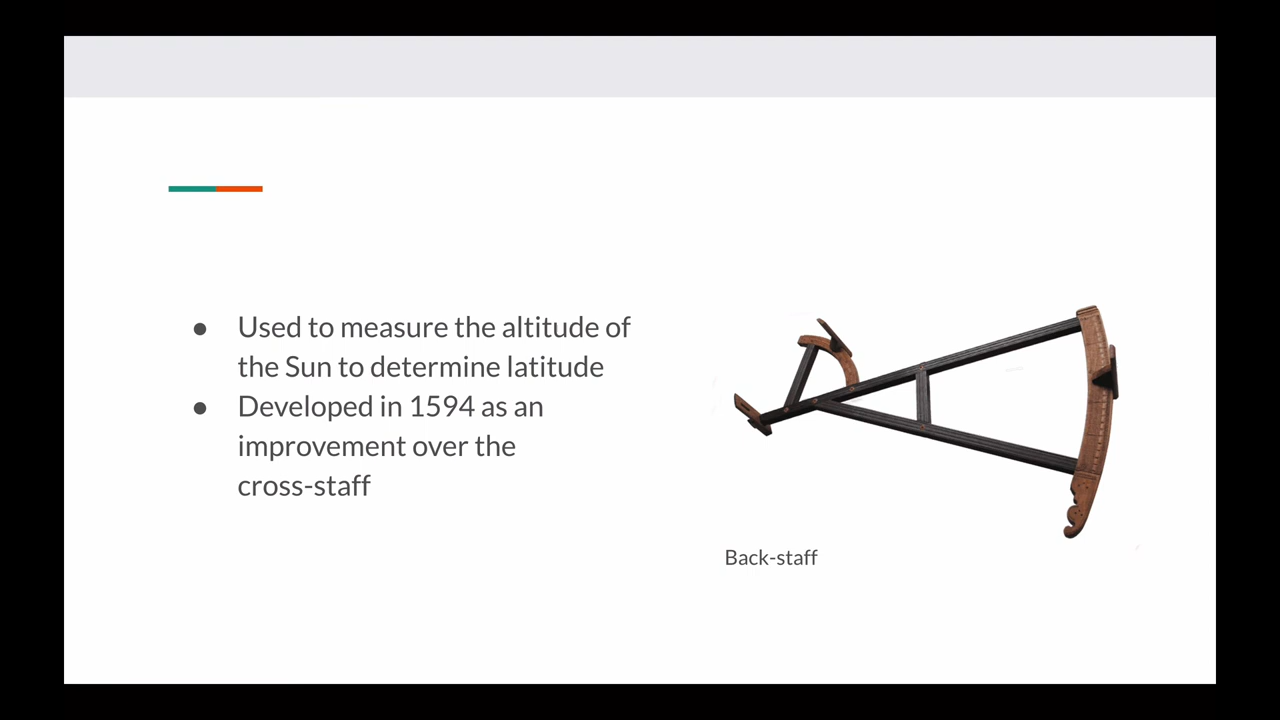 ● Used to measure the altitude of
the Sun to determine latitude
● Developed in 1594 as an
improvement over the
cross-staff
Back-staff